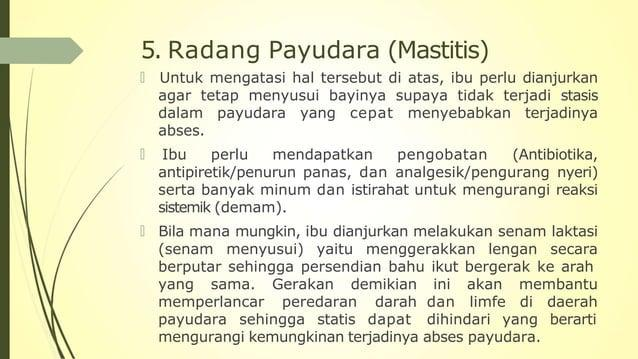 5. Radang Payudara (Mastitis)
Untuk mengatasi hal tersebut di atas, ibu perlu dianjurkan
agar tetap menyusui bayinya supaya tidak terjadi stasis
dalam payudara yang cepat menyebabkan terjadinya
abses.
Ibu perlu mendapatkan pengobatan (Antibiotika,
antipiretik/penurun panas, dan analgesik/pengurang nyeri)
serta banyak minum dan istirahat untuk mengurangi reaksi
sistemik (demam).
Bila mana mungkin, ibu dianjurkan melakukan senam laktasi
(senam menyusui) yaitu menggerakkan lengan secara
berputar sehingga persendian bahu ikut bergerak ke arah
yang sama. Gerakan demikian ini akan membantu
memperlancar peredaran darah dan limfe di daerah
payudara sehingga statis dapat dihindari yang berarti
mengurangi kemungkinan terjadinya abses payudara.